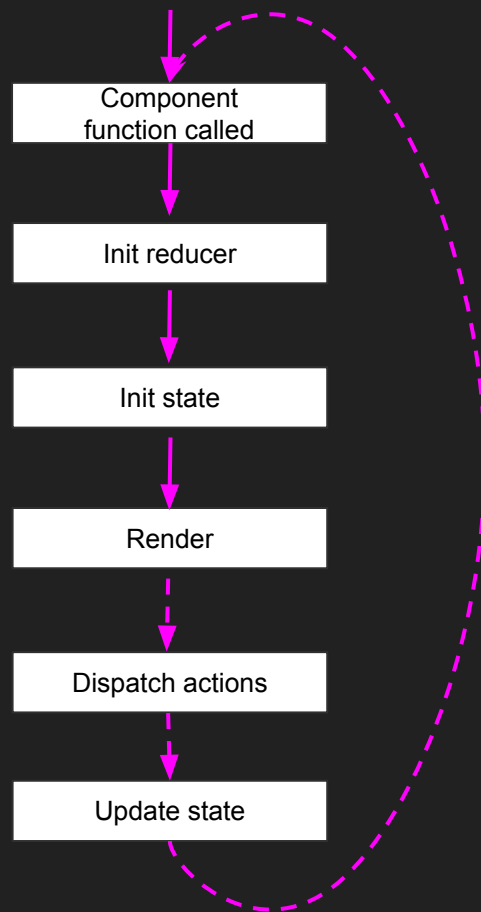 Component
function called
Init reducer
Init state
Render
Dispatch actions
Update state